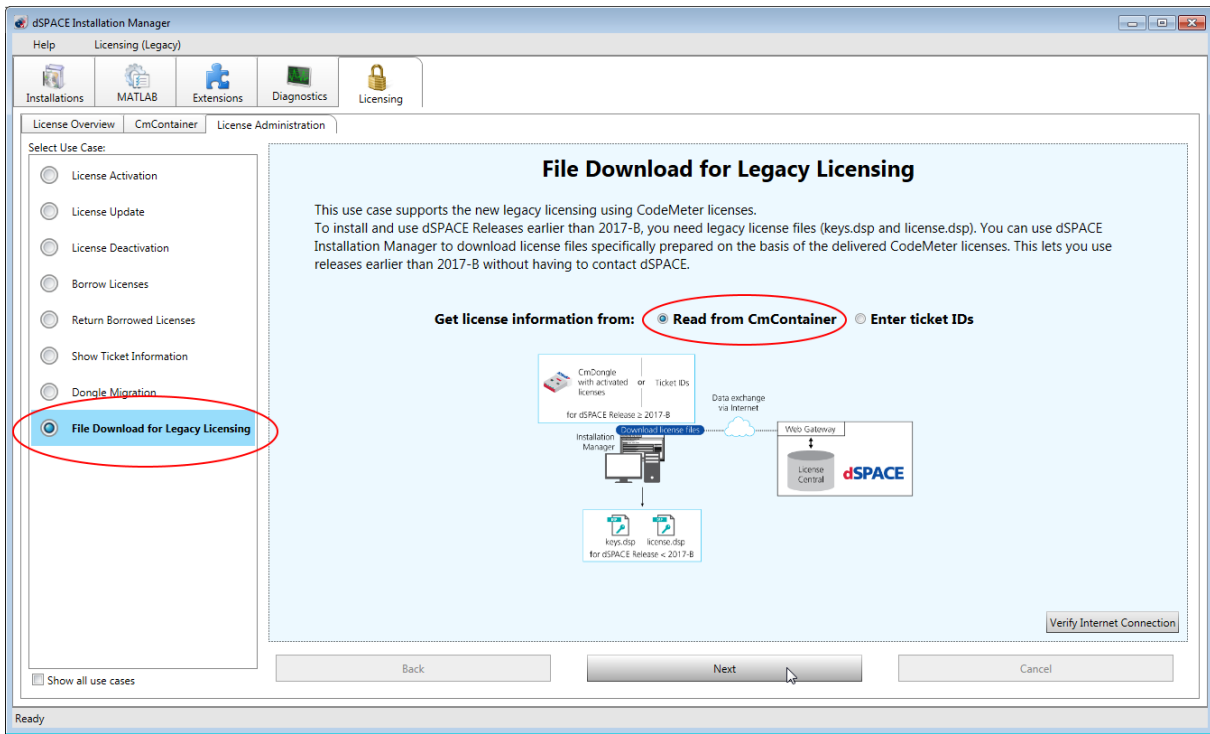 dSPACE Installation Manager
Help Licensing (Legacy)
Installations MATLAB Extensions Diagnostics Licensing
License Overview CmContainer License Administration
Select Use Case:
License Activation
License Update
License Deactivation
Borrow Licenses
Return Borrowed Licenses
Show Ticket Information
Dongle Migration
File Download for Legacy Licensing
Show all use cases
File Download for Legacy Licensing
This use case supports the new legacy licensing using CodeMeter licenses.
To install and use dSPACE Releases earlier than 2017-B, you need legacy license files (keys.dsp and license.dsp). You can use dSPACE
Installation Manager to download license files specifically prepared on the basis of the delivered CodeMeter licenses. This lets you use
releases earlier than 2017-B without having to contact dSPACE.
Get license information from: Read from CmContainer Enter ticket IDs
CmDongle
with activated or Ticket IDs
licenses
for dSPACE Release ≥ 2017-B
Data exchange
via Internet
Download license files
Installation
Manager
Web Gateway
License
Central
dSPACE
keys.dsp license.dsp
for dSPACE Release < 2017-B
Verify Internet Connection
Back Next Cancel
Ready